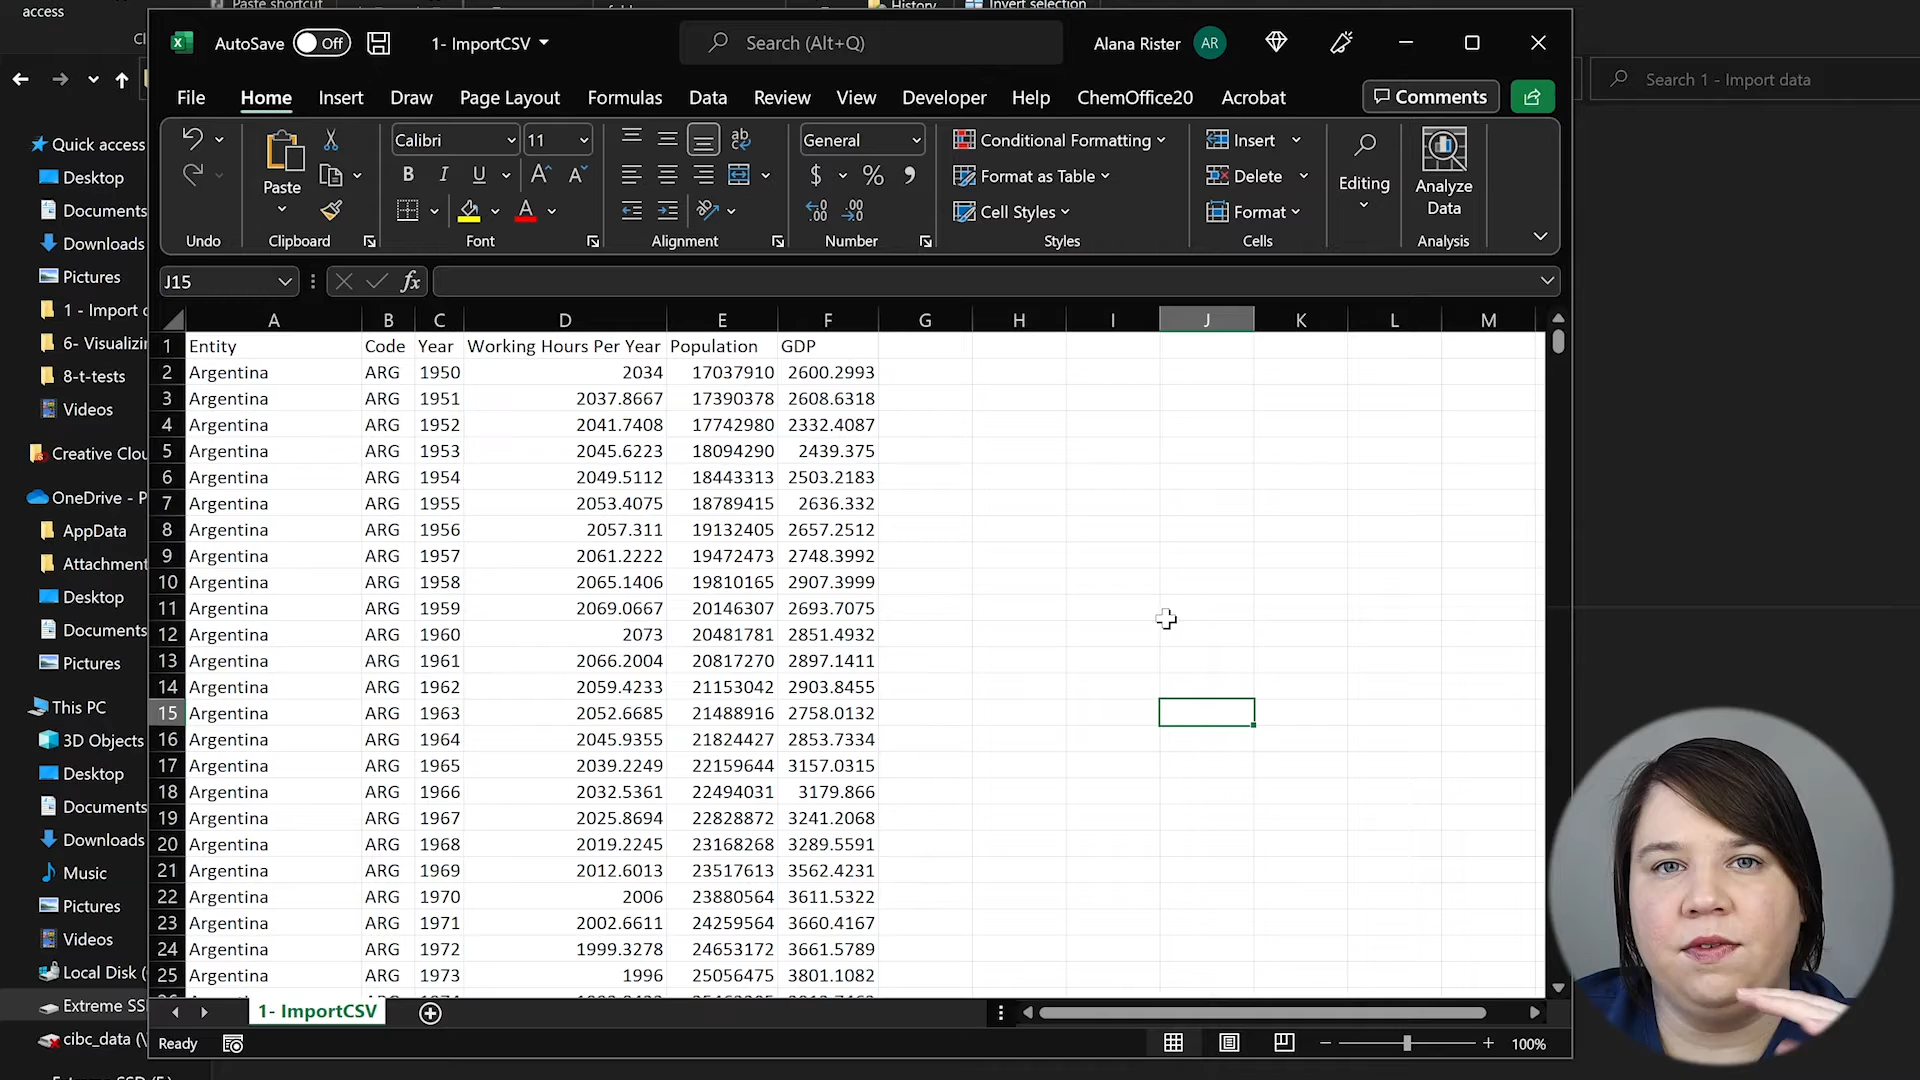 access
Paste shortcut
History
Invert selection
AutoSave Off 1- ImportCSV Search (Alt+Q) Alana Rister AR
Search 1 - Import data
File Home Insert Draw Page Layout Formulas Data Review View Developer Help ChemOffice20 Acrobat Comments
Calibri 11 General Conditional Formatting Insert
Paste B I U $ % Format as Table Delete Editing Analyze Data
Cell Styles Format
Undo Clipboard Font Alignment Number Styles Cells Analysis
J15 fx
A B C D E F G H I J K L M
1 Entity Code Year Working Hours Per Year Population GDP
2 Argentina ARG 1950 2034 17037910 2600.2993
3 Argentina ARG 1951 2037.8667 17390378 2608.6318
4 Argentina ARG 1952 2041.7408 17742980 2332.4087
5 Argentina ARG 1953 2045.6223 18094290 2439.375
6 Argentina ARG 1954 2049.5112 18443313 2503.2183
7 Argentina ARG 1955 2053.4075 18789415 2636.332
8 Argentina ARG 1956 2057.311 19132405 2657.2512
9 Argentina ARG 1957 2061.2222 19472473 2748.3992
10 Argentina ARG 1958 2065.1406 19810165 2907.3999
11 Argentina ARG 1959 2069.0667 20146307 2693.7075
12 Argentina ARG 1960 2073 20481781 2851.4932
13 Argentina ARG 1961 2066.2004 20817270 2897.1411
14 Argentina ARG 1962 2059.4233 21153042 2903.8455
15 Argentina ARG 1963 2052.6685 21488916 2758.0132
16 Argentina ARG 1964 2045.9355 21824427 2853.7334
17 Argentina ARG 1965 2039.2249 22159644 3157.0315
18 Argentina ARG 1966 2032.5361 22494031 3179.866
19 Argentina ARG 1967 2025.8694 22828872 3241.2068
20 Argentina ARG 1968 2019.2245 23168268 3289.5591
21 Argentina ARG 1969 2012.6013 23517613 3562.4231
22 Argentina ARG 1970 2006 23880564 3611.5322
23 Argentina ARG 1971 2002.6611 24259564 3660.4167
24 Argentina ARG 1972 1999.3278 24653172 3661.5789
25 Argentina ARG 1973 1996 25056475 3801.1082
1- ImportCSV
Ready 100%
Quick access
Desktop
Documents
Downloads
Pictures
1 - Import
6- Visualizin
8-t-tests
Videos
Creative Clou
OneDrive - P
AppData
Attachment
Desktop
Documents
Pictures
This PC
3D Objects
Desktop
Documents
Downloads
Music
Pictures
Videos
Local Disk (
Extreme SS
cibc_data (\